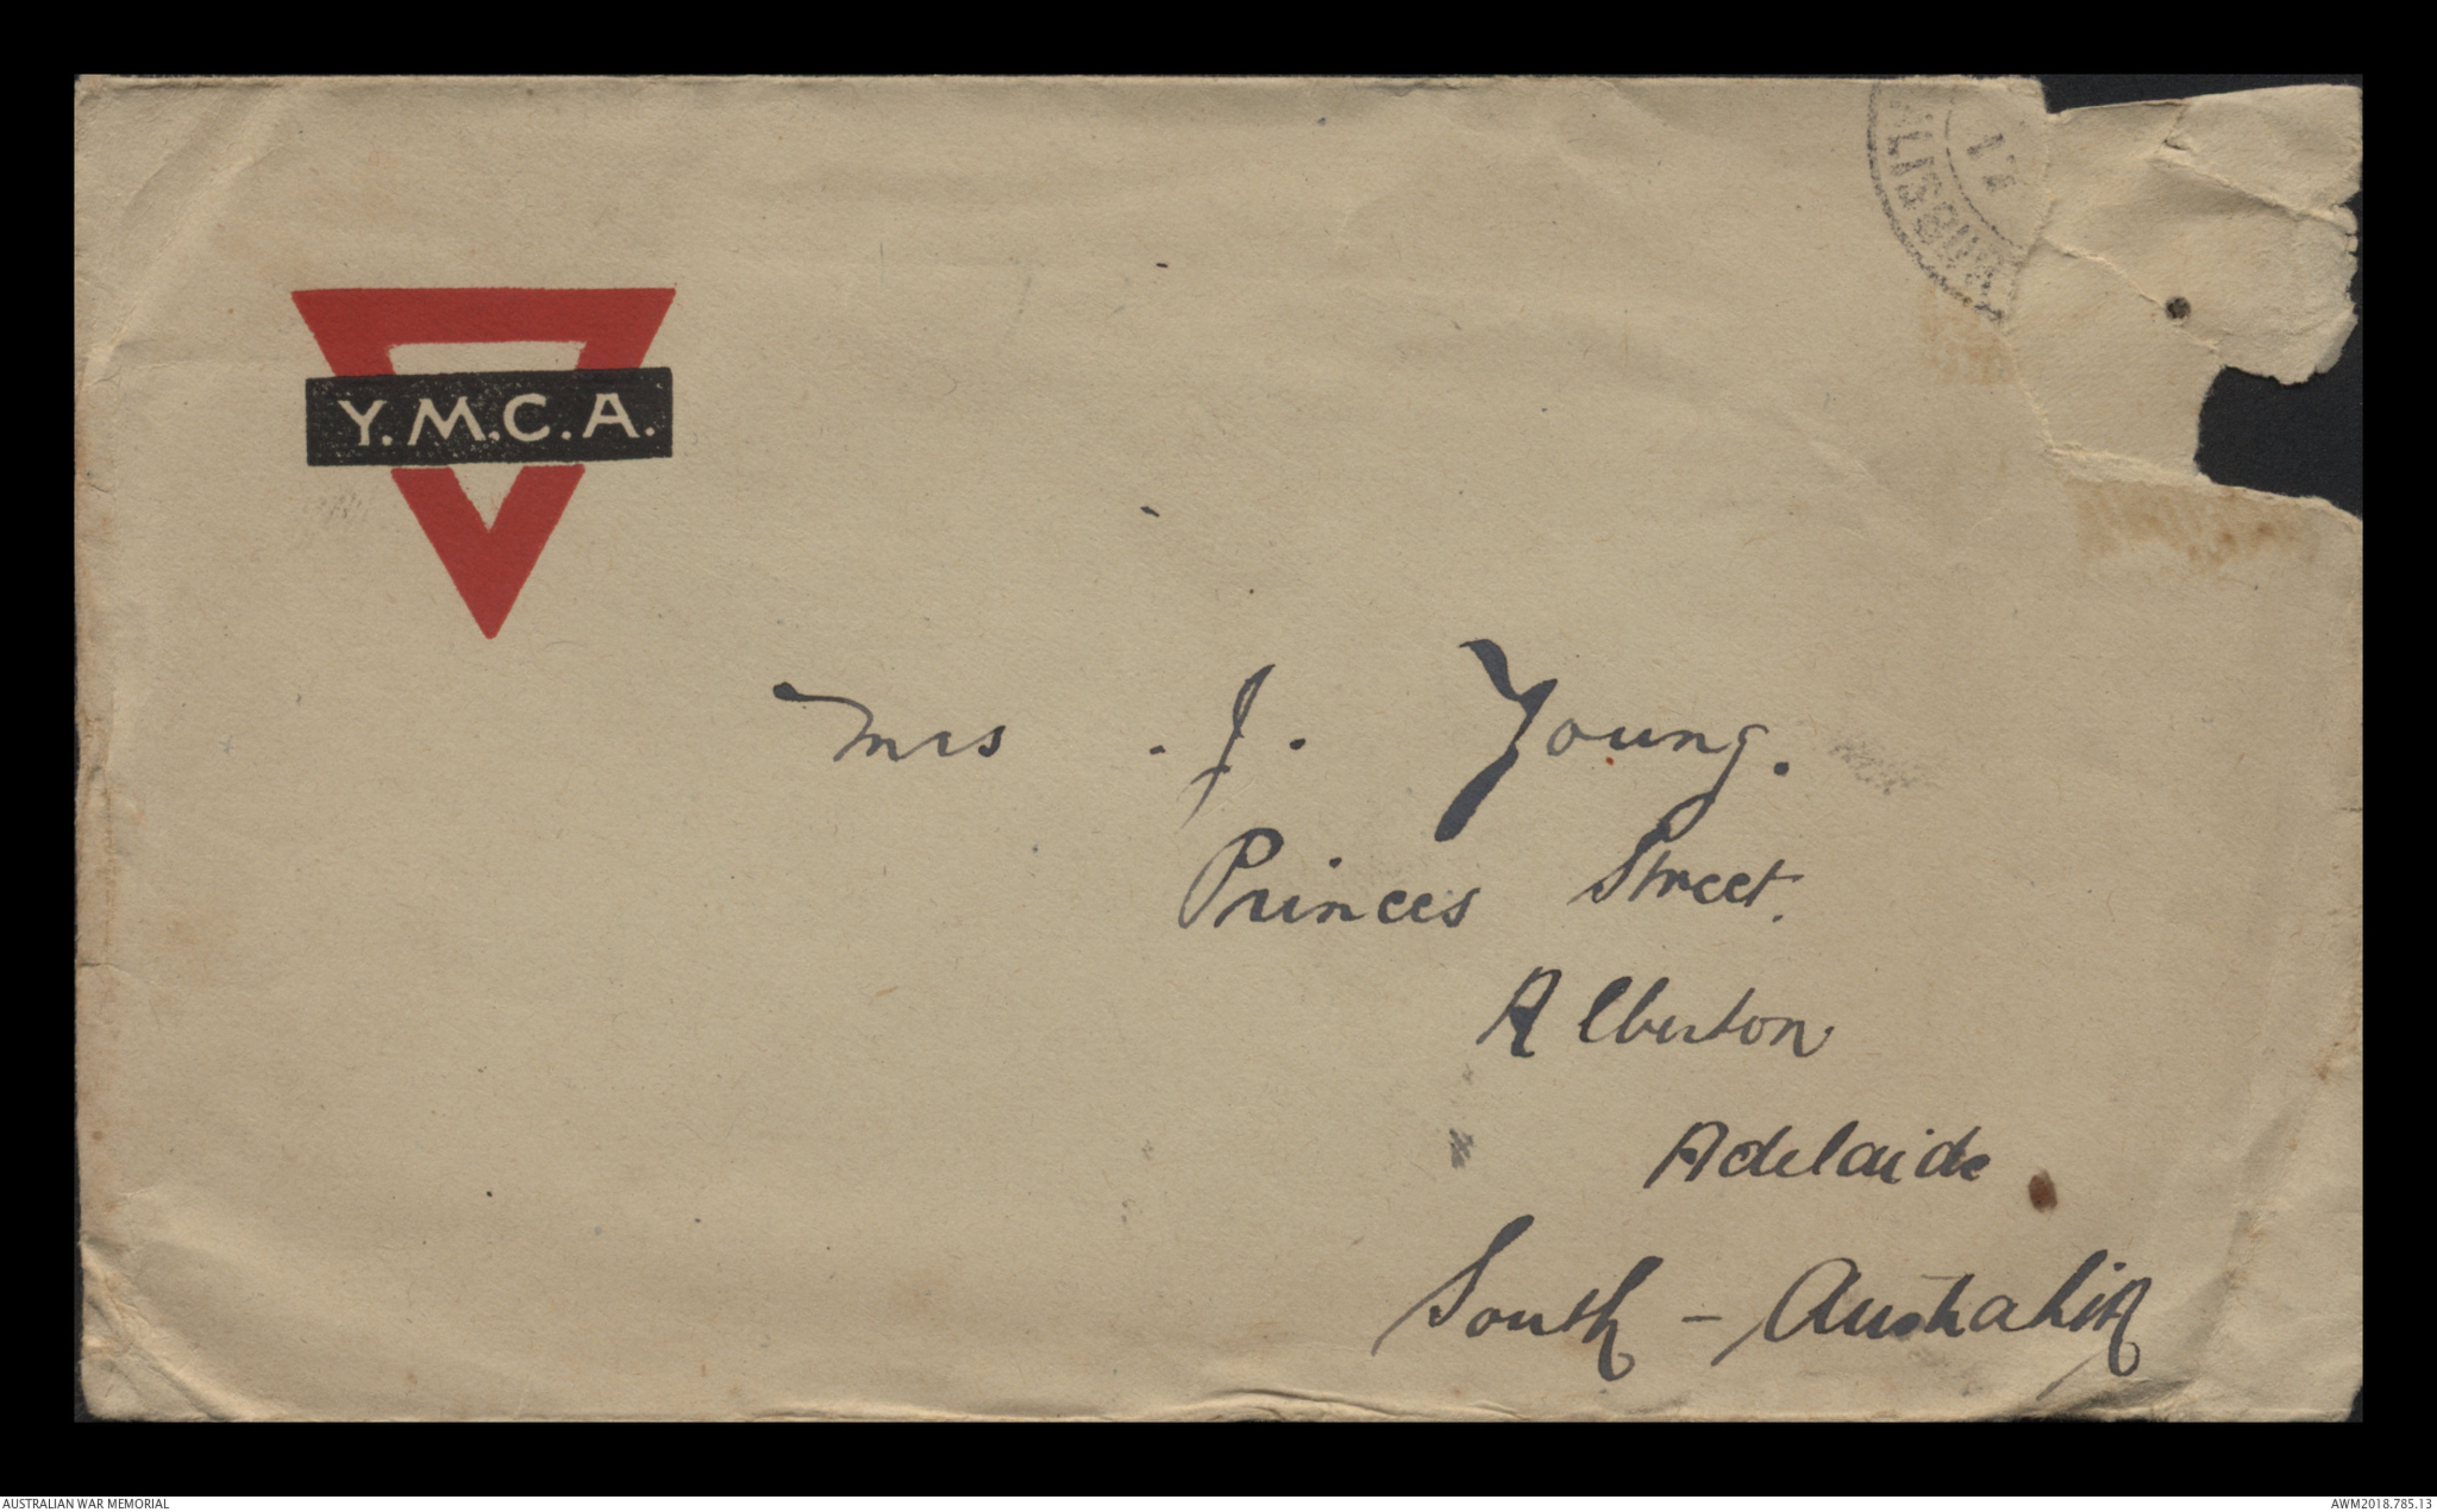 Y.M.C.A.
Mrs . J . Young.
Princes Street.
Alberton
Adelaide
South - Australia
AUSTRALIAN WAR MEMORIAL
AWM2018.785.13